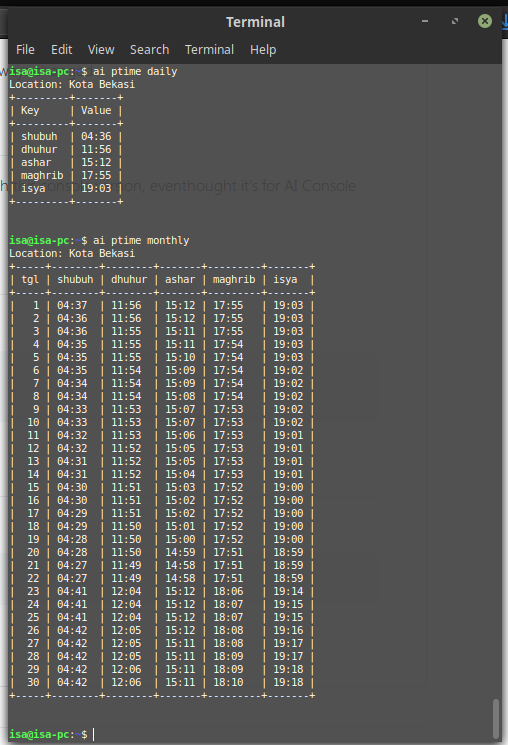 Terminal
File Edit View Search Terminal Help
isa@isa-pc:~$ ai ptime daily
Location: Kota Bekasi
+---------+-------+
| Key     | Value |
+---------+-------+
| shubuh  | 04:36 |
| dhuhur  | 11:56 |
| ashar   | 15:12 |
| maghrib | 17:55 |
| isya    | 19:03 |
+---------+-------+
on, eventhought it's for AI Console
isa@isa-pc:~$ ai ptime monthly
Location: Kota Bekasi
+-----+--------+--------+-------+---------+-------+
| tgl | shubuh | dhuhur | ashar | maghrib | isya  |
+-----+--------+--------+-------+---------+-------+
|   1 | 04:37  | 11:56  | 15:12 | 17:55   | 19:03 |
|   2 | 04:36  | 11:56  | 15:12 | 17:55   | 19:03 |
|   3 | 04:36  | 11:55  | 15:11 | 17:55   | 19:03 |
|   4 | 04:35  | 11:55  | 15:11 | 17:54   | 19:03 |
|   5 | 04:35  | 11:55  | 15:10 | 17:54   | 19:03 |
|   6 | 04:35  | 11:54  | 15:09 | 17:54   | 19:02 |
|   7 | 04:34  | 11:54  | 15:09 | 17:54   | 19:02 |
|   8 | 04:34  | 11:54  | 15:08 | 17:54   | 19:02 |
|   9 | 04:33  | 11:53  | 15:07 | 17:53   | 19:02 |
|  10 | 04:33  | 11:53  | 15:07 | 17:53   | 19:02 |
|  11 | 04:32  | 11:53  | 15:06 | 17:53   | 19:01 |
|  12 | 04:32  | 11:52  | 15:05 | 17:53   | 19:01 |
|  13 | 04:31  | 11:52  | 15:05 | 17:53   | 19:01 |
|  14 | 04:31  | 11:52  | 15:04 | 17:53   | 19:01 |
|  15 | 04:30  | 11:51  | 15:03 | 17:52   | 19:00 |
|  16 | 04:30  | 11:51  | 15:02 | 17:52   | 19:00 |
|  17 | 04:29  | 11:51  | 15:02 | 17:52   | 19:00 |
|  18 | 04:29  | 11:50  | 15:01 | 17:52   | 19:00 |
|  19 | 04:28  | 11:50  | 15:00 | 17:52   | 19:00 |
|  20 | 04:28  | 11:50  | 14:59 | 17:51   | 18:59 |
|  21 | 04:27  | 11:49  | 14:58 | 17:51   | 18:59 |
|  22 | 04:27  | 11:49  | 14:58 | 17:51   | 18:59 |
|  23 | 04:41  | 12:04  | 15:12 | 18:06   | 19:14 |
|  24 | 04:41  | 12:04  | 15:12 | 18:07   | 19:15 |
|  25 | 04:41  | 12:04  | 15:12 | 18:07   | 19:15 |
|  26 | 04:42  | 12:05  | 15:12 | 18:08   | 19:16 |
|  27 | 04:42  | 12:05  | 15:11 | 18:08   | 19:17 |
|  28 | 04:42  | 12:05  | 15:11 | 18:09   | 19:17 |
|  29 | 04:42  | 12:06  | 15:11 | 18:09   | 19:18 |
|  30 | 04:42  | 12:06  | 15:11 | 18:10   | 19:18 |
+-----+--------+--------+-------+---------+-------+
isa@isa-pc:~$